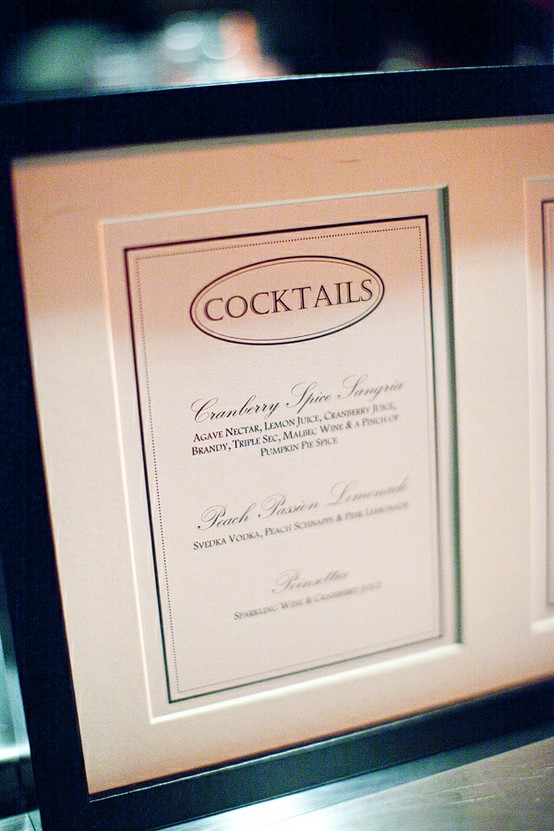 COCKTAILS
Cranberry Spice Sangria
AGAVE NECTAR, LEMON JUICE, CRANBERRY JUICE,
BRANDY, TRIPLE SEC, MALBEC WINE & A PINCH OF
PUMPKIN PIE SPICE
Peach Passion Lemonade
SVEDKA VODKA, PEACH SCHNAPPS & PINK LEMONADE
Poinsettia
SPARKLING WINE & CRANBERRY JUICE